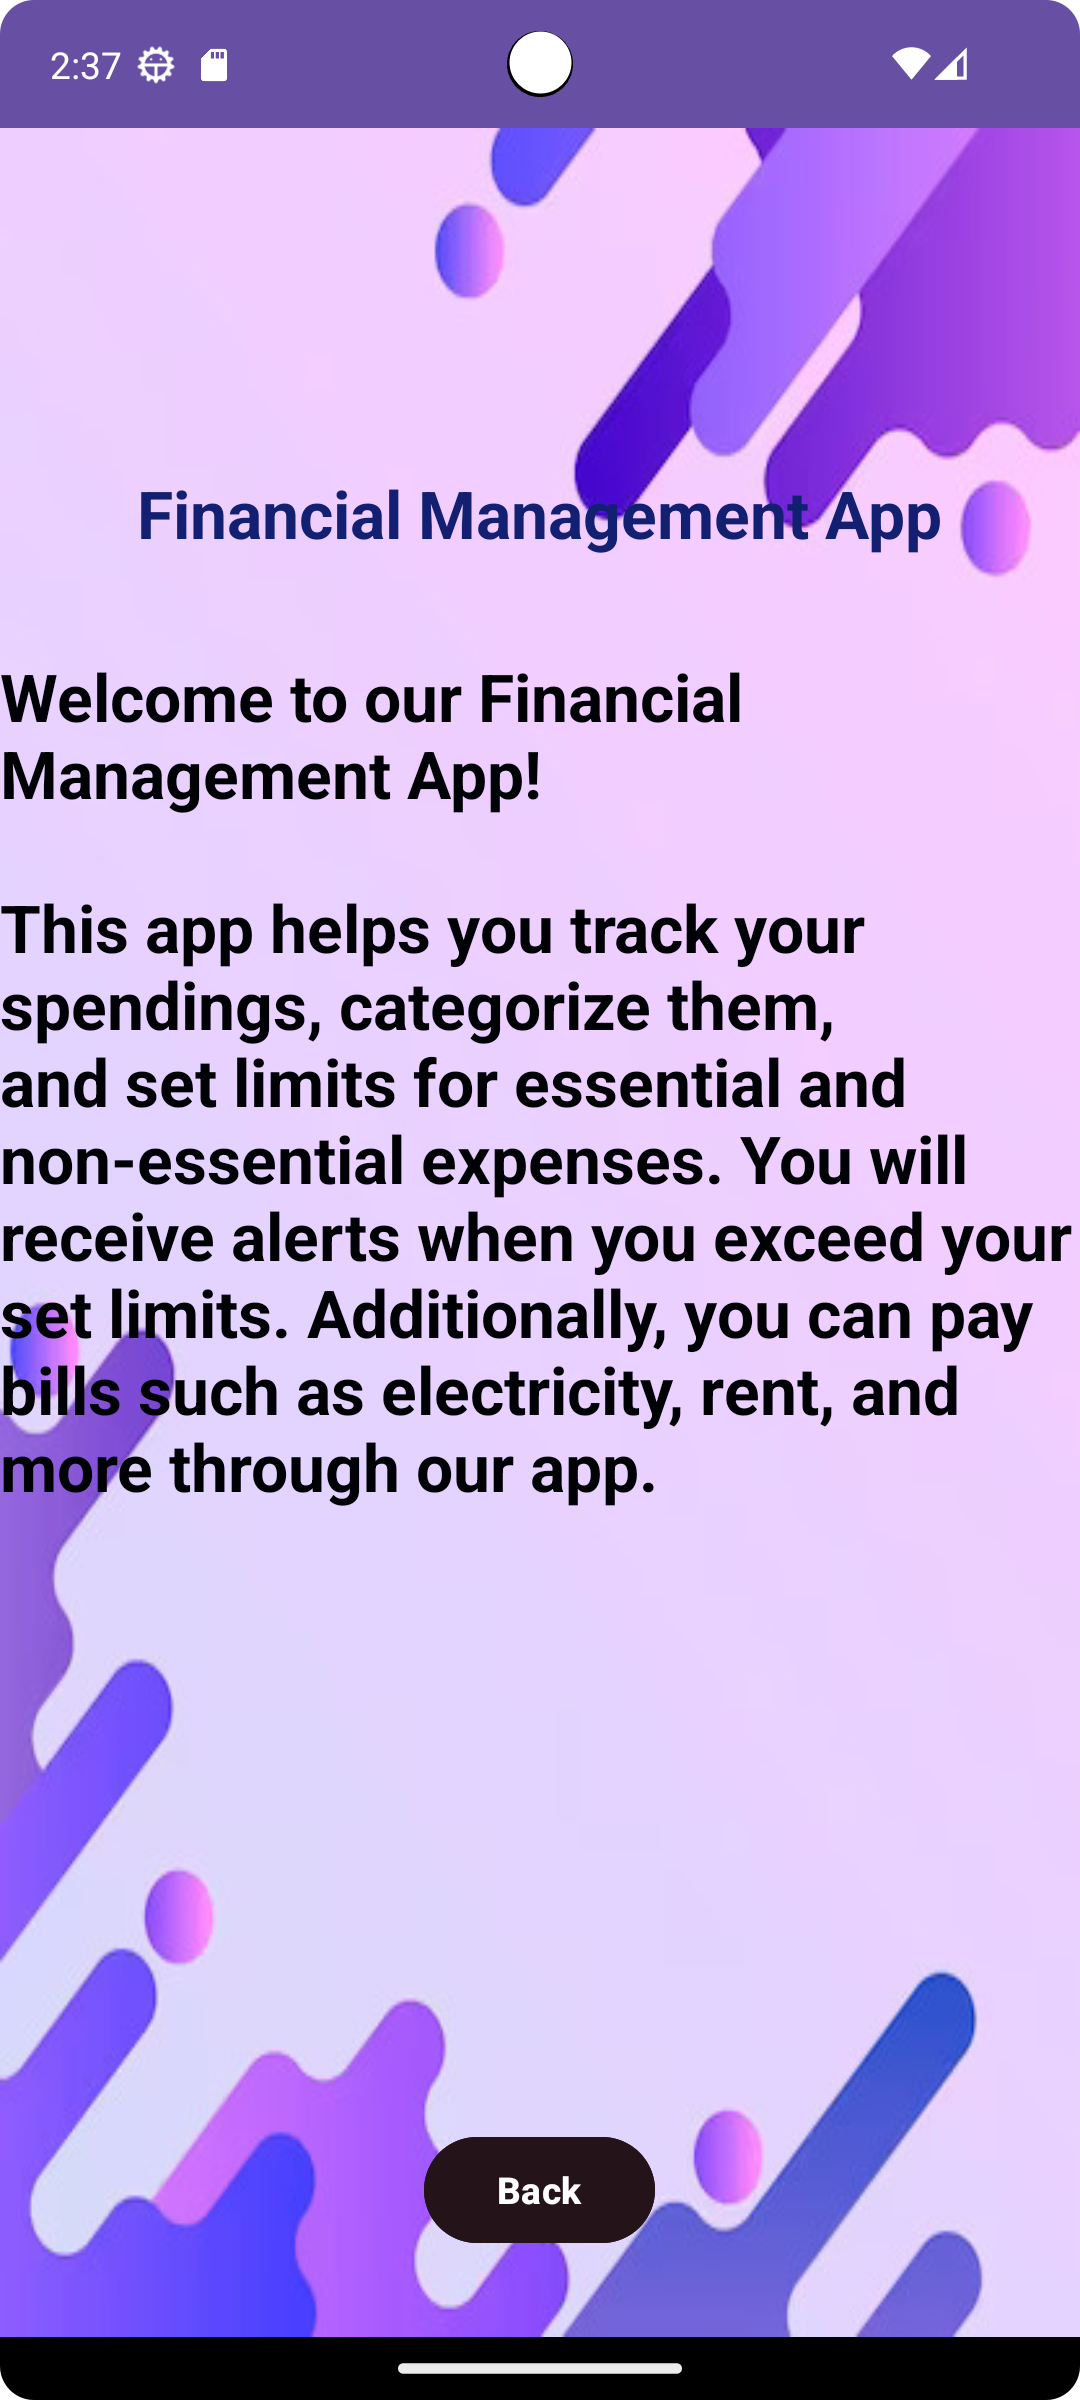 2:37
Financial Management App
Welcome to our Financial
Management App!
This app helps you track your
spendings, categorize them,
and set limits for essential and
non-essential expenses. You will
receive alerts when you exceed your
set limits. Additionally, you can pay
bills such as electricity, rent, and
more through our app.
Back